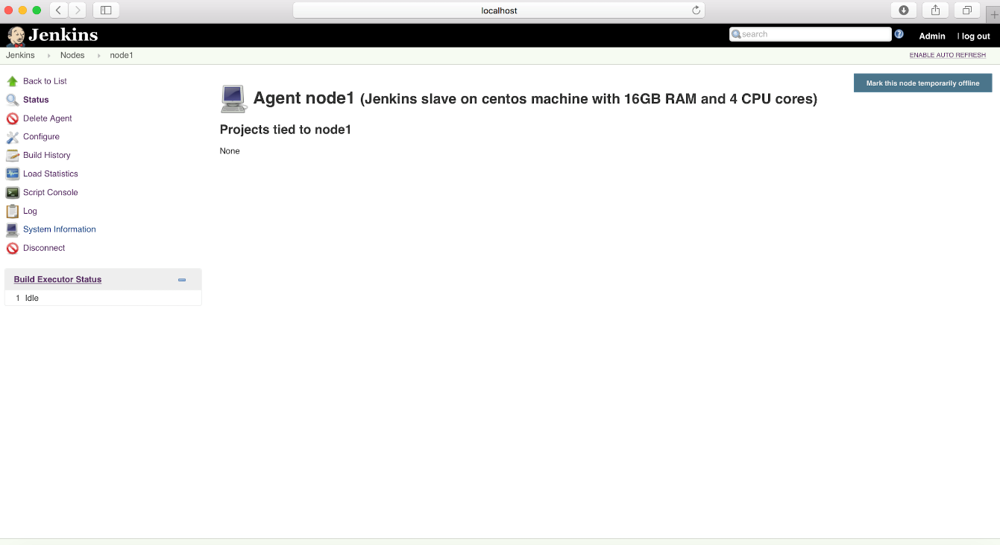 localhost
Jenkins
search
?
Admin
| log out
Jenkins
Nodes
node1
ENABLE AUTO REFRESH
Back to List
Status
Delete Agent
Configure
Build History
Load Statistics
Script Console
Log
System Information
Disconnect
Build Executor Status
1 Idle
Mark this node temporarily offline
Agent node1 (Jenkins slave on centos machine with 16GB RAM and 4 CPU cores)
Projects tied to node1
None